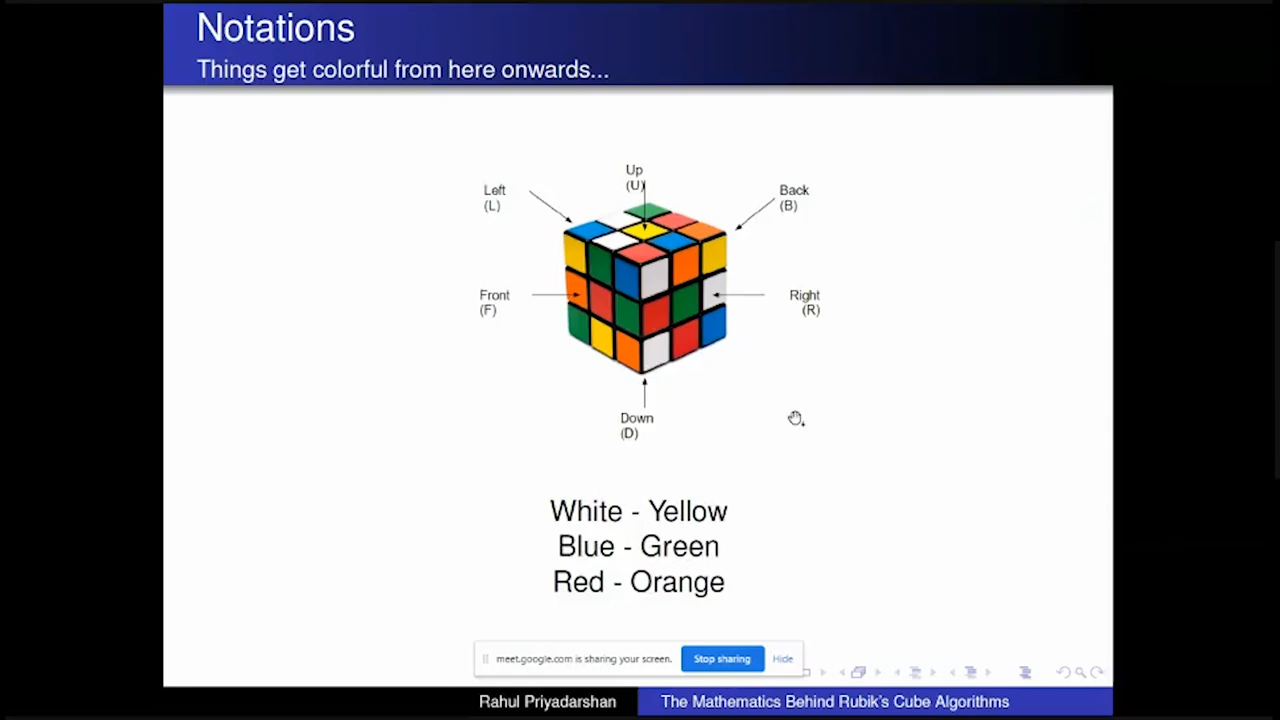 Notations
Things get colorful from here onwards...
Up
(U)
Left
(L)
Back
(B)
Front
(F)
Right
(R)
Down
(D)
White - Yellow
Blue - Green
Red - Orange
meet.google.com is sharing your screen.
Stop sharing
Hide
Rahul Priyadarshan
The Mathematics Behind Rubik's Cube Algorithms